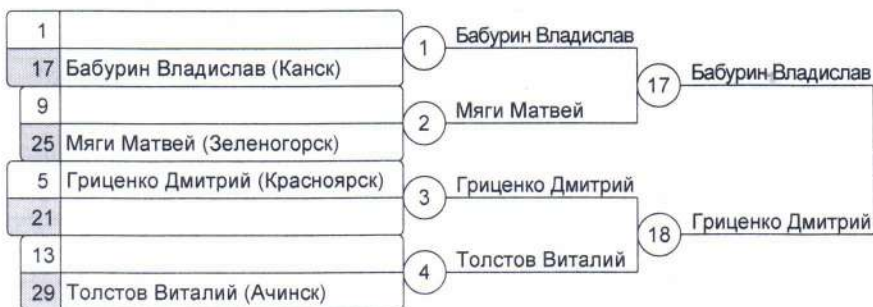 1
17 Бабурин Владислав (Канск)
9
25 Мяги Матвей (Зеленогорск)
5 Гриценко Дмитрий (Красноярск)
21
13
29 Толстов Виталий (Ачинск)
1 Бабурин Владислав
2 Мяги Матвей
3 Гриценко Дмитрий
4 Толстов Виталий
17 Бабурин Владислав
18 Гриценко Дмитрий